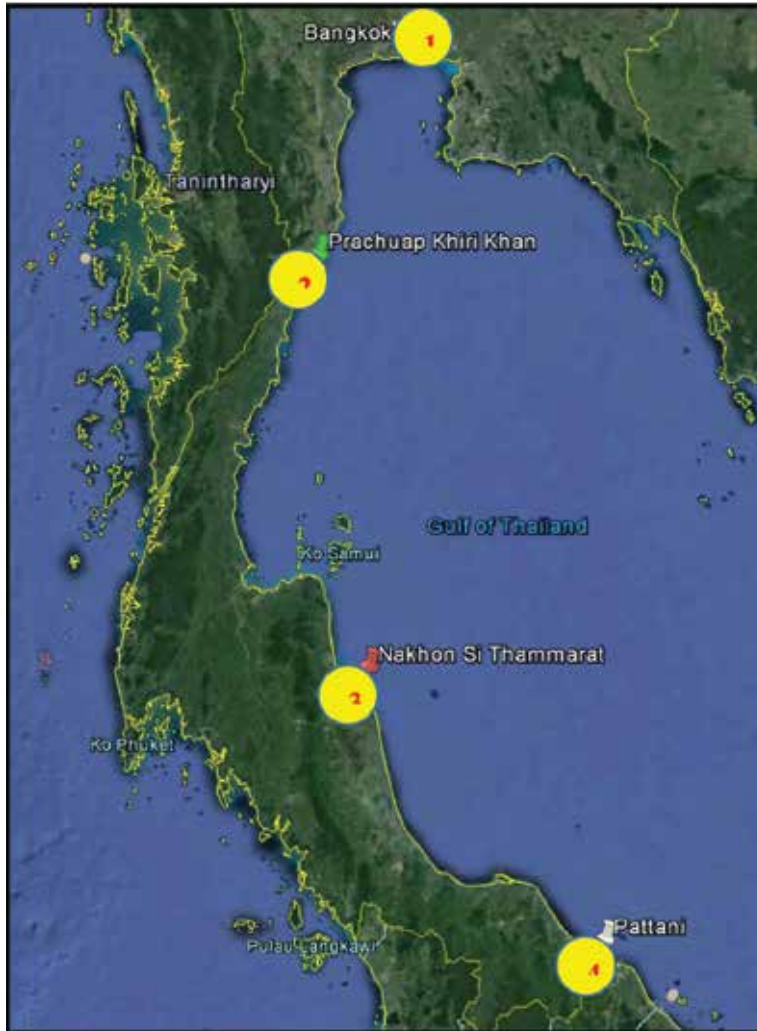 Bangkok
1
Tanintharyi
Prachuap Khiri Khan
Gulf of Thailand
Ko Samui
Nakhon Si Thammarat
2
Ko Phuket
Pattani
Pulau Langkawi